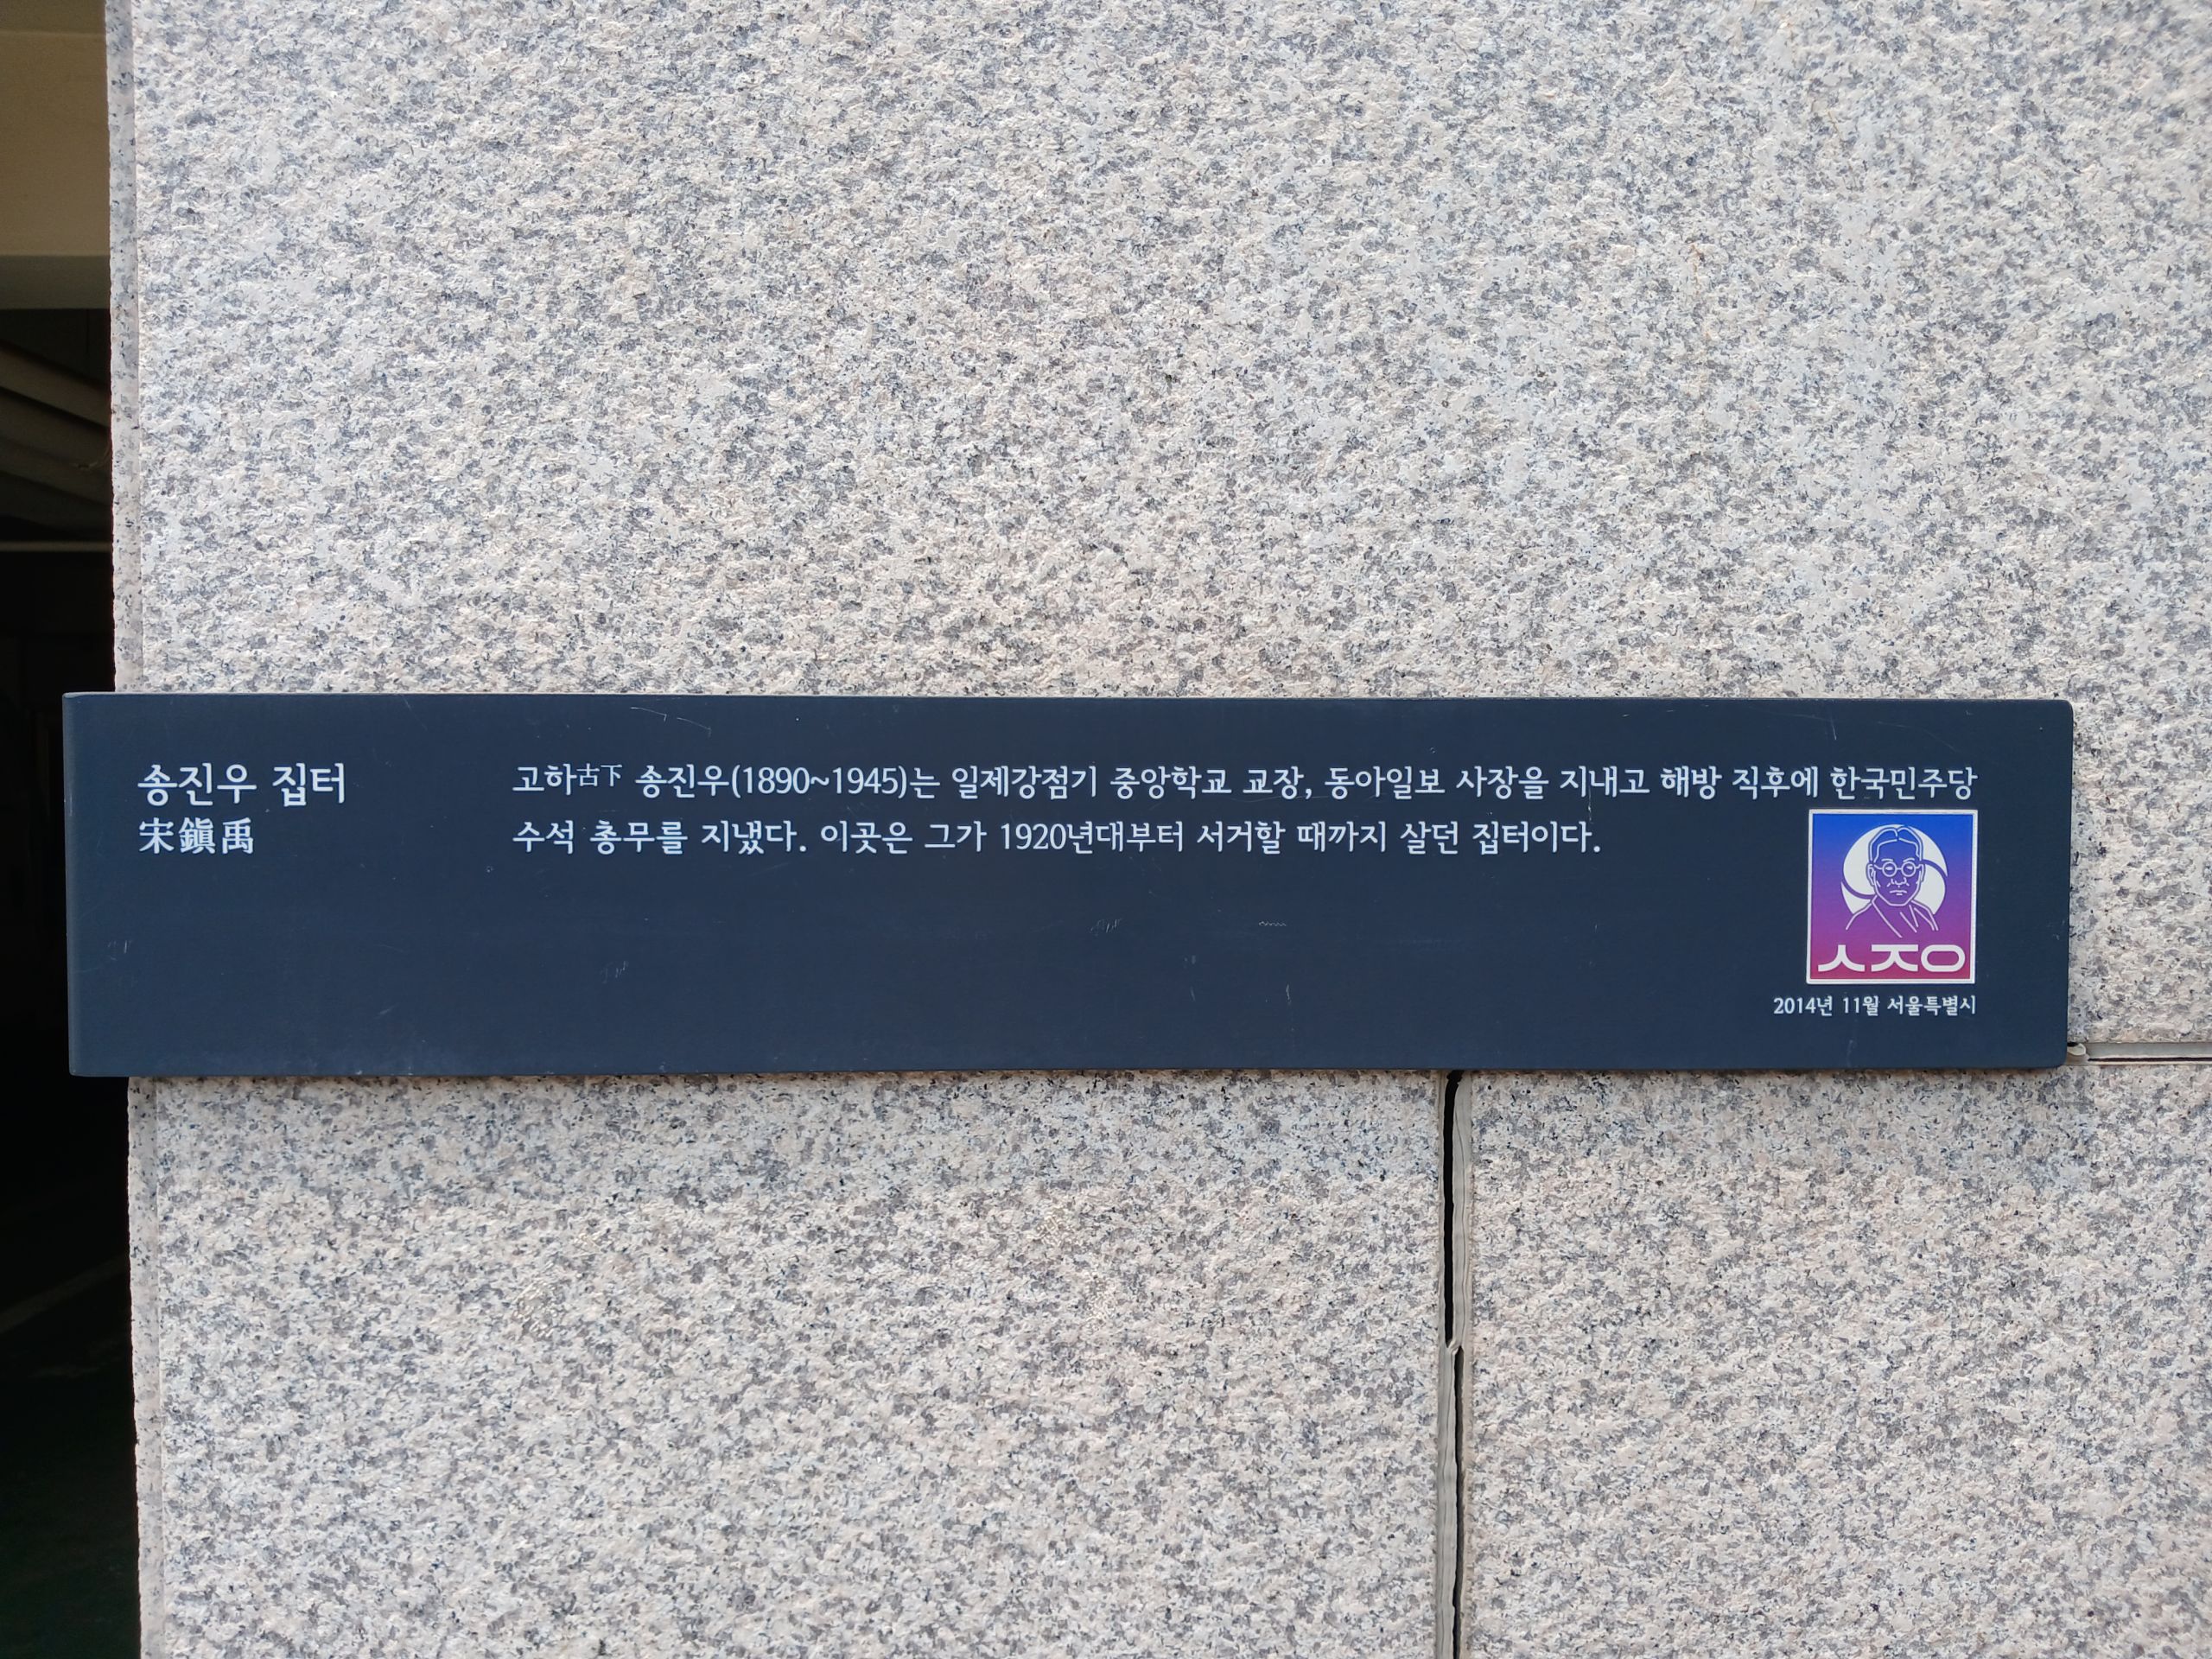 송진우 집터
宋鎭禹
고하古下 송진우(1890~1945)는 일제강점기 중앙학교 교장, 동아일보 사장을 지내고 해방 직후에 한국민주당
수석 총무를 지냈다. 이곳은 그가 1920년대부터 서거할 때까지 살던 집터이다.
ㅅㅈㅇ
2014년 11월 서울특별시